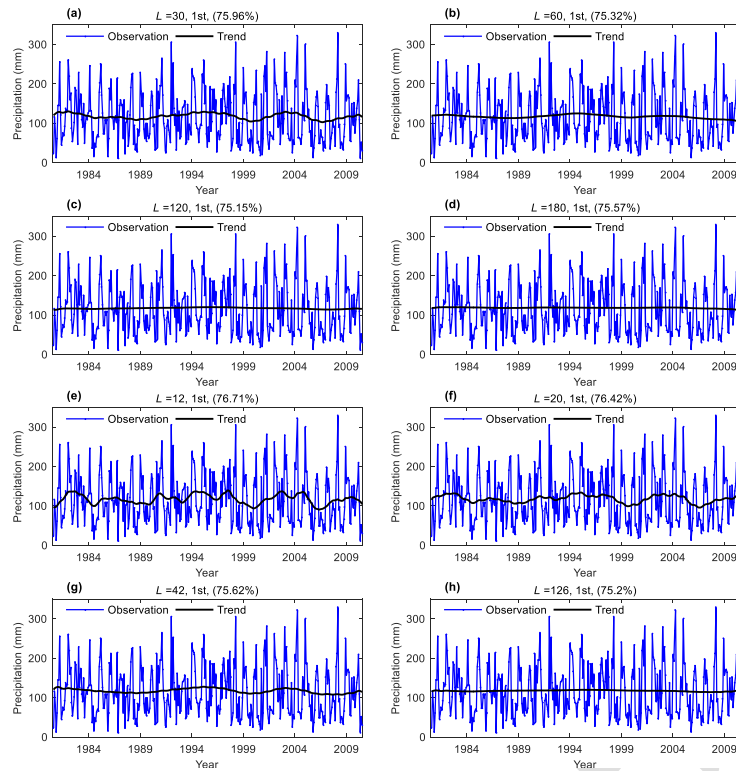 (a) L =30, 1st, (75.96%)
Observation Trend
Precipitation (mm)
300
200
100
0
1984 1989 1994 1999 2004 2009
Year
(b) L =60, 1st, (75.32%)
Observation Trend
Precipitation (mm)
300
200
100
0
1984 1989 1994 1999 2004 2009
Year
(c) L =120, 1st, (75.15%)
Observation Trend
Precipitation (mm)
300
200
100
0
1984 1989 1994 1999 2004 2009
Year
(d) L =180, 1st, (75.57%)
Observation Trend
Precipitation (mm)
300
200
100
0
1984 1989 1994 1999 2004 2009
Year
(e) L =12, 1st, (76.71%)
Observation Trend
Precipitation (mm)
300
200
100
0
1984 1989 1994 1999 2004 2009
Year
(f) L =20, 1st, (76.42%)
Observation Trend
Precipitation (mm)
300
200
100
0
1984 1989 1994 1999 2004 2009
Year
(g) L =42, 1st, (75.62%)
Observation Trend
Precipitation (mm)
300
200
100
0
1984 1989 1994 1999 2004 2009
Year
(h) L =126, 1st, (75.2%)
Observation Trend
Precipitation (mm)
300
200
100
0
1984 1989 1994 1999 2004 2009
Year